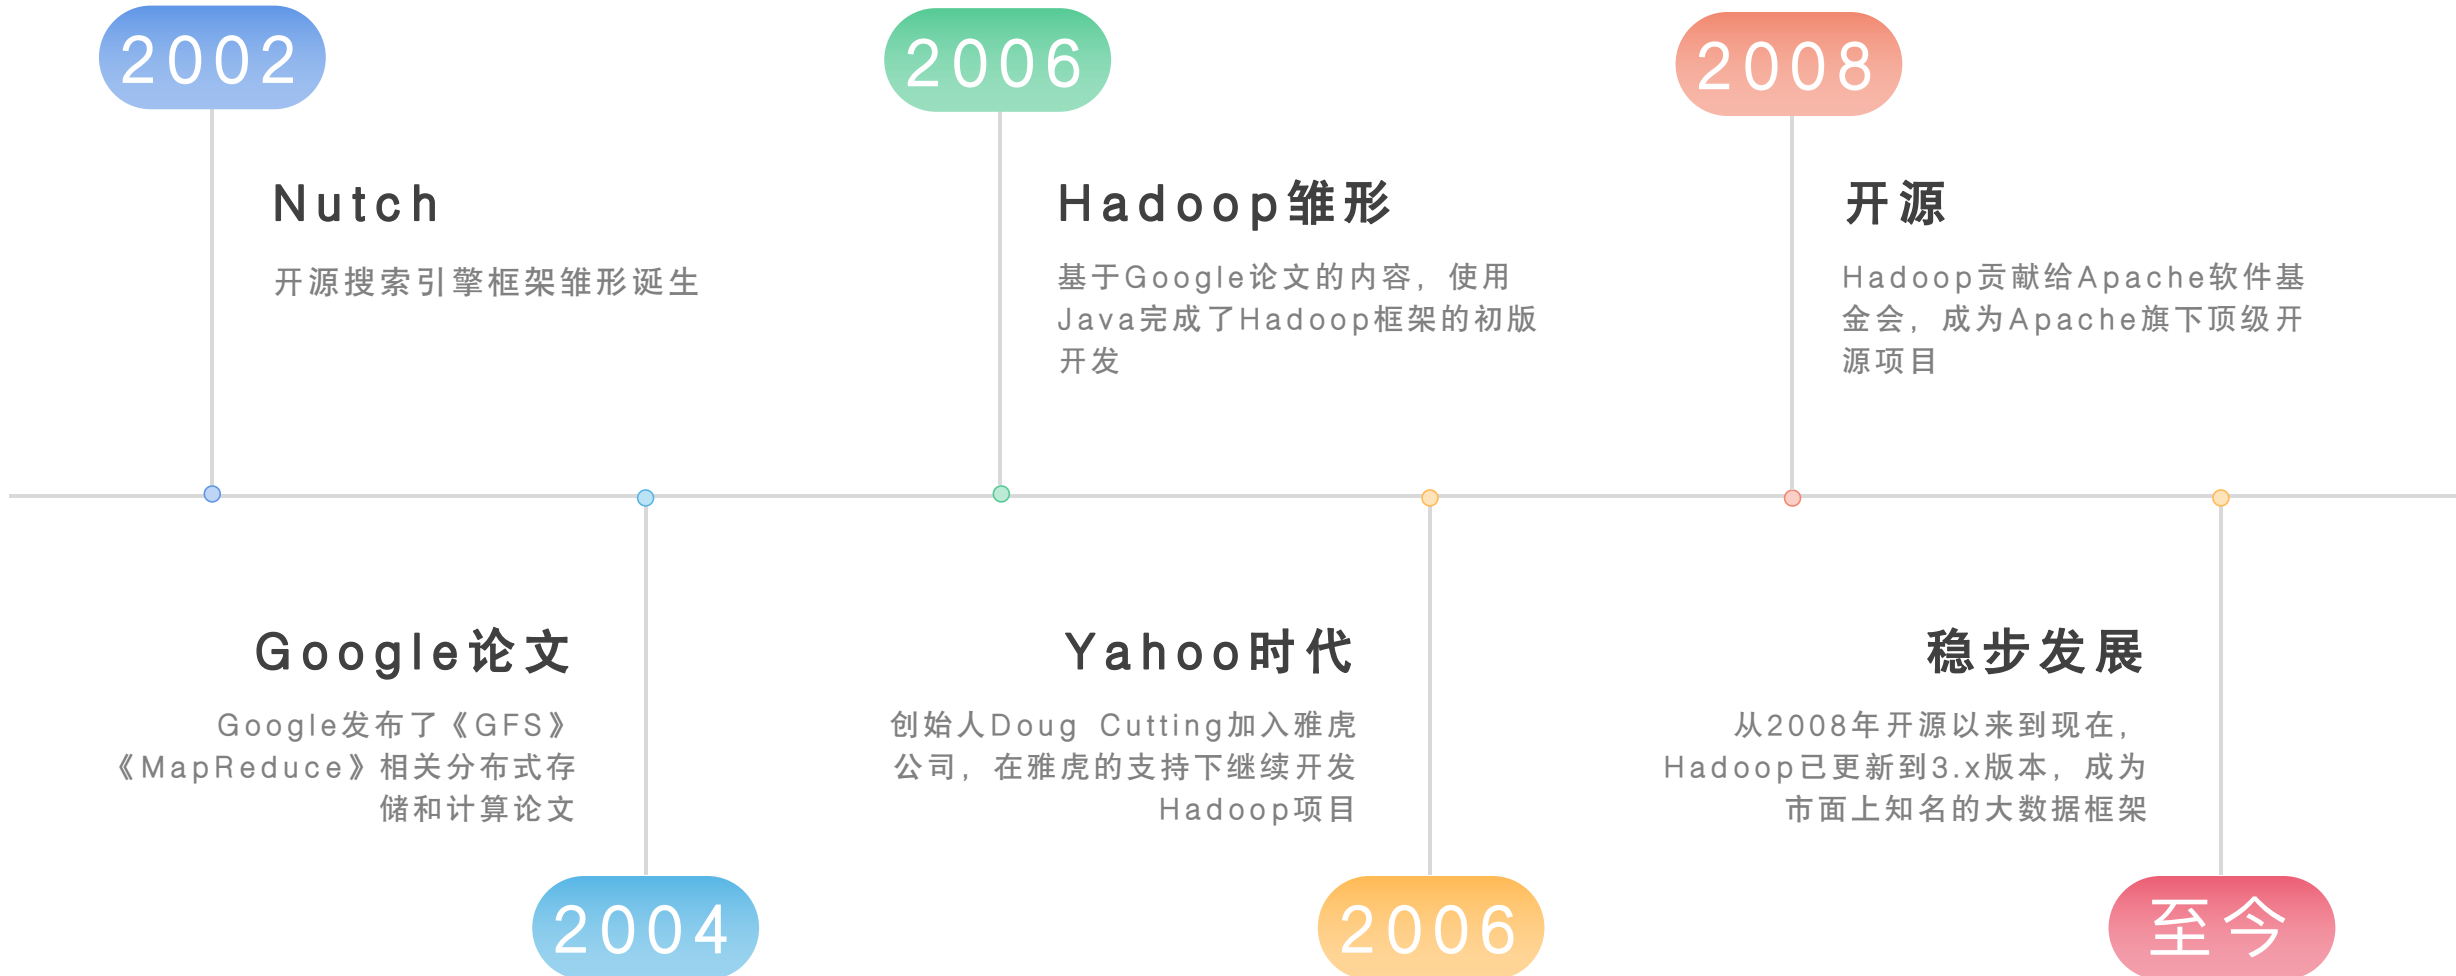 2002
Nutch
开源搜索引擎框架雏形诞生
Google论文
Google发布了《GFS》
《MapReduce》相关分布式存
储和计算论文
2004
2006
Hadoop雏形
基于Google论文的内容，使用
Java完成了Hadoop框架的初版
开发
Yahoo时代
创始人Doug Cutting加入雅虎
公司，在雅虎的支持下继续开发
Hadoop项目
2006
2008
开源
Hadoop贡献给Apache软件基
金会，成为Apache旗下顶级开
源项目
稳步发展
从2008年开源以来到现在，
Hadoop已更新到3.x版本，成为
市面上知名的大数据框架
至今